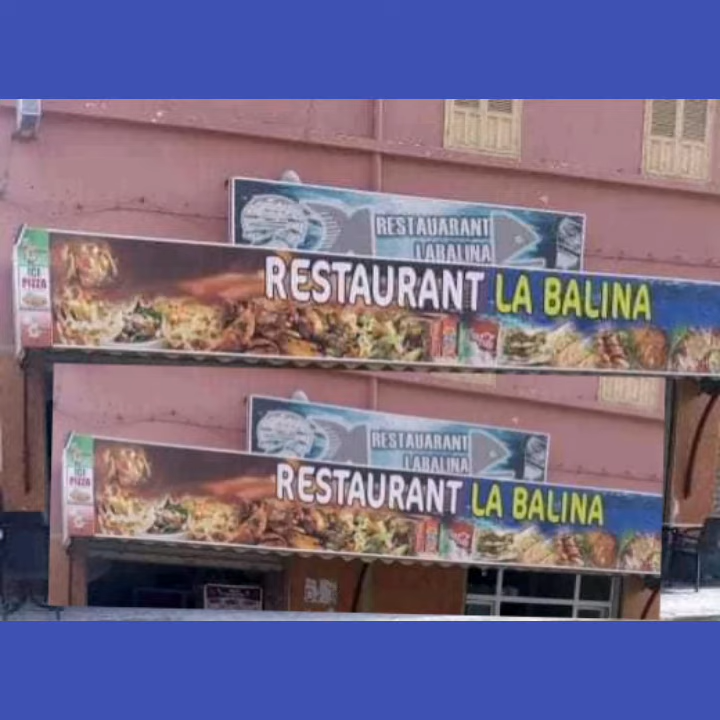 RESTAUARANT
LABALINA
ICI
PIZZA
RESTAURANT LA BALINA
RESTAUARANT
LABALINA
ICI
PIZZA
RESTAURANT LA BALINA